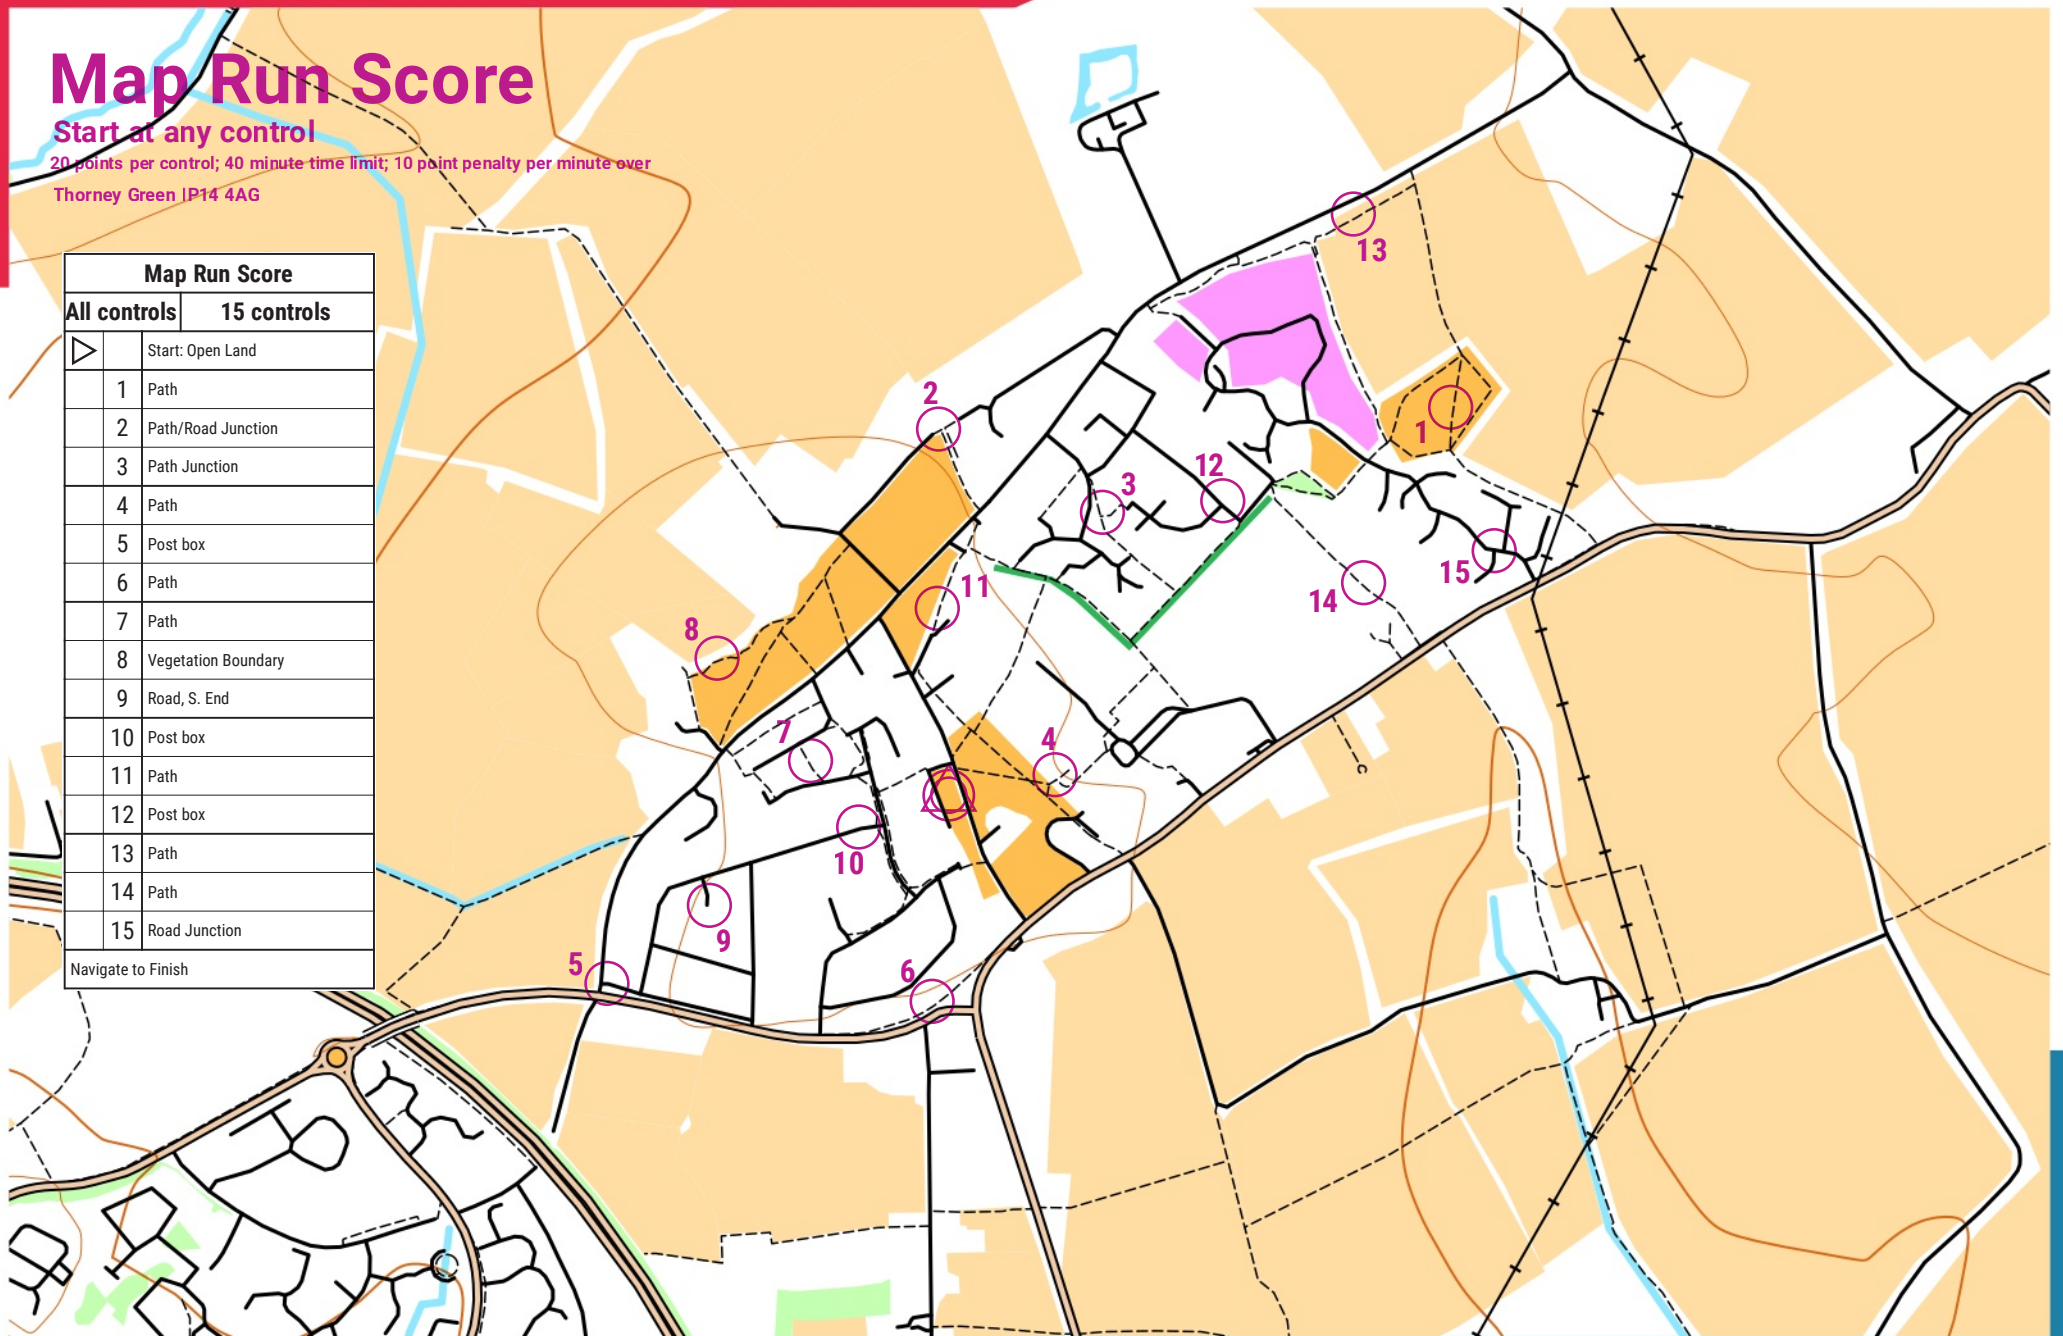 Map Run Score
Start at any control
20 points per control; 40 minute time limit; 10 point penalty per minute over
Thorney Green IP14 4AG
Map Run Score
All controls 15 controls
Start: Open Land
1 Path
2 Path/Road Junction
3 Path Junction
4 Path
5 Post box
6 Path
7 Path
8 Vegetation Boundary
9 Road, S. End
10 Post box
11 Path
12 Post box
13 Path
14 Path
15 Road Junction
Navigate to Finish
13
2
1
12
3
15
11
14
8
7
4
10
9
5
6